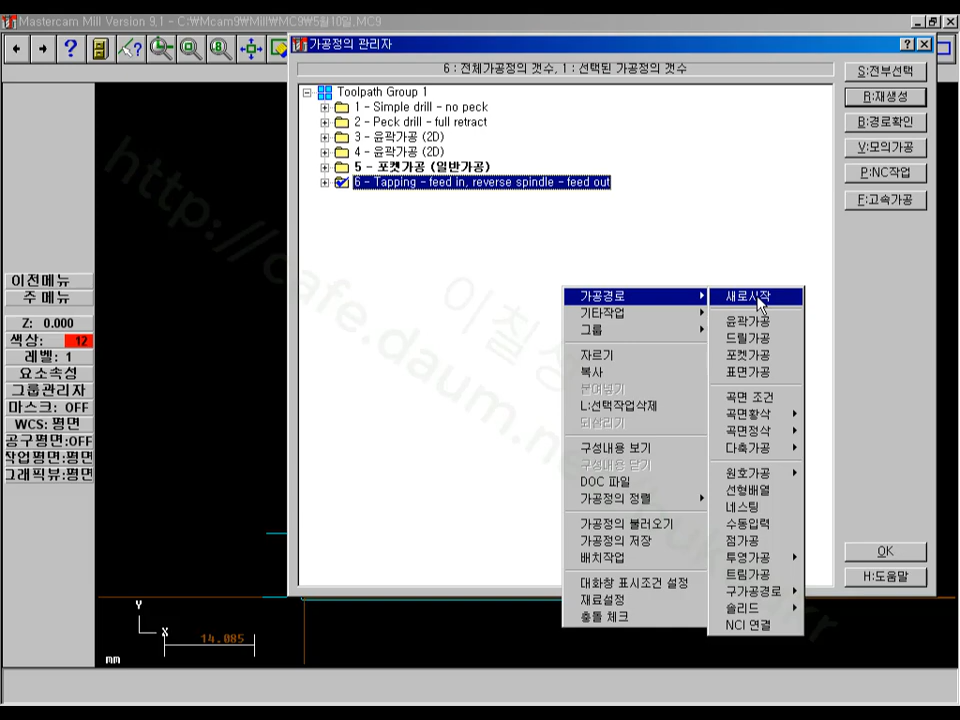 Mastercam Mill Version 9.1 - C:₩Mcam9₩Mill₩MC9₩5월10일.MC9
가공정의 관리자
6 : 전체가공정의 갯수, 1 : 선택된 가공정의 갯수
Toolpath Group 1
1 - Simple drill - no peck
2 - Peck drill - full retract
3 - 윤곽가공 (2D)
4 - 윤곽가공 (2D)
5 - 포켓가공 (일반가공)
6 - Tapping - feed in, reverse spindle - feed out
S:전부선택
R:재생성
B:경로확인
V:모의가공
P:NC작업
F:고속가공
OK
H:도움말
이전메뉴
주 메뉴
Z: 0.000
색상: 12
레벨: 1
요소속성
그룹관리자
마스크: OFF
WCS: 평면
공구평면:OFF
작업평면:평면
그래픽뷰:평면
가공경로
기타작업
그룹
자르기
복사
붙여넣기
L:선택작업삭제
되살리기
구성내용 보기
구성내용 닫기
DOC 파일
가공정의 정렬
가공정의 불러오기
가공정의 저장
배치작업
대화창 표시조건 설정
재료설정
충돌 체크
새로시작
윤곽가공
드릴가공
포켓가공
표면가공
곡면 조건
곡면황삭
곡면정삭
다축가공
원호가공
선형배열
네스팅
수동입력
점가공
투영가공
트림가공
구가공경로
솔리드
NCI 연결
Y
X
14.085
mm